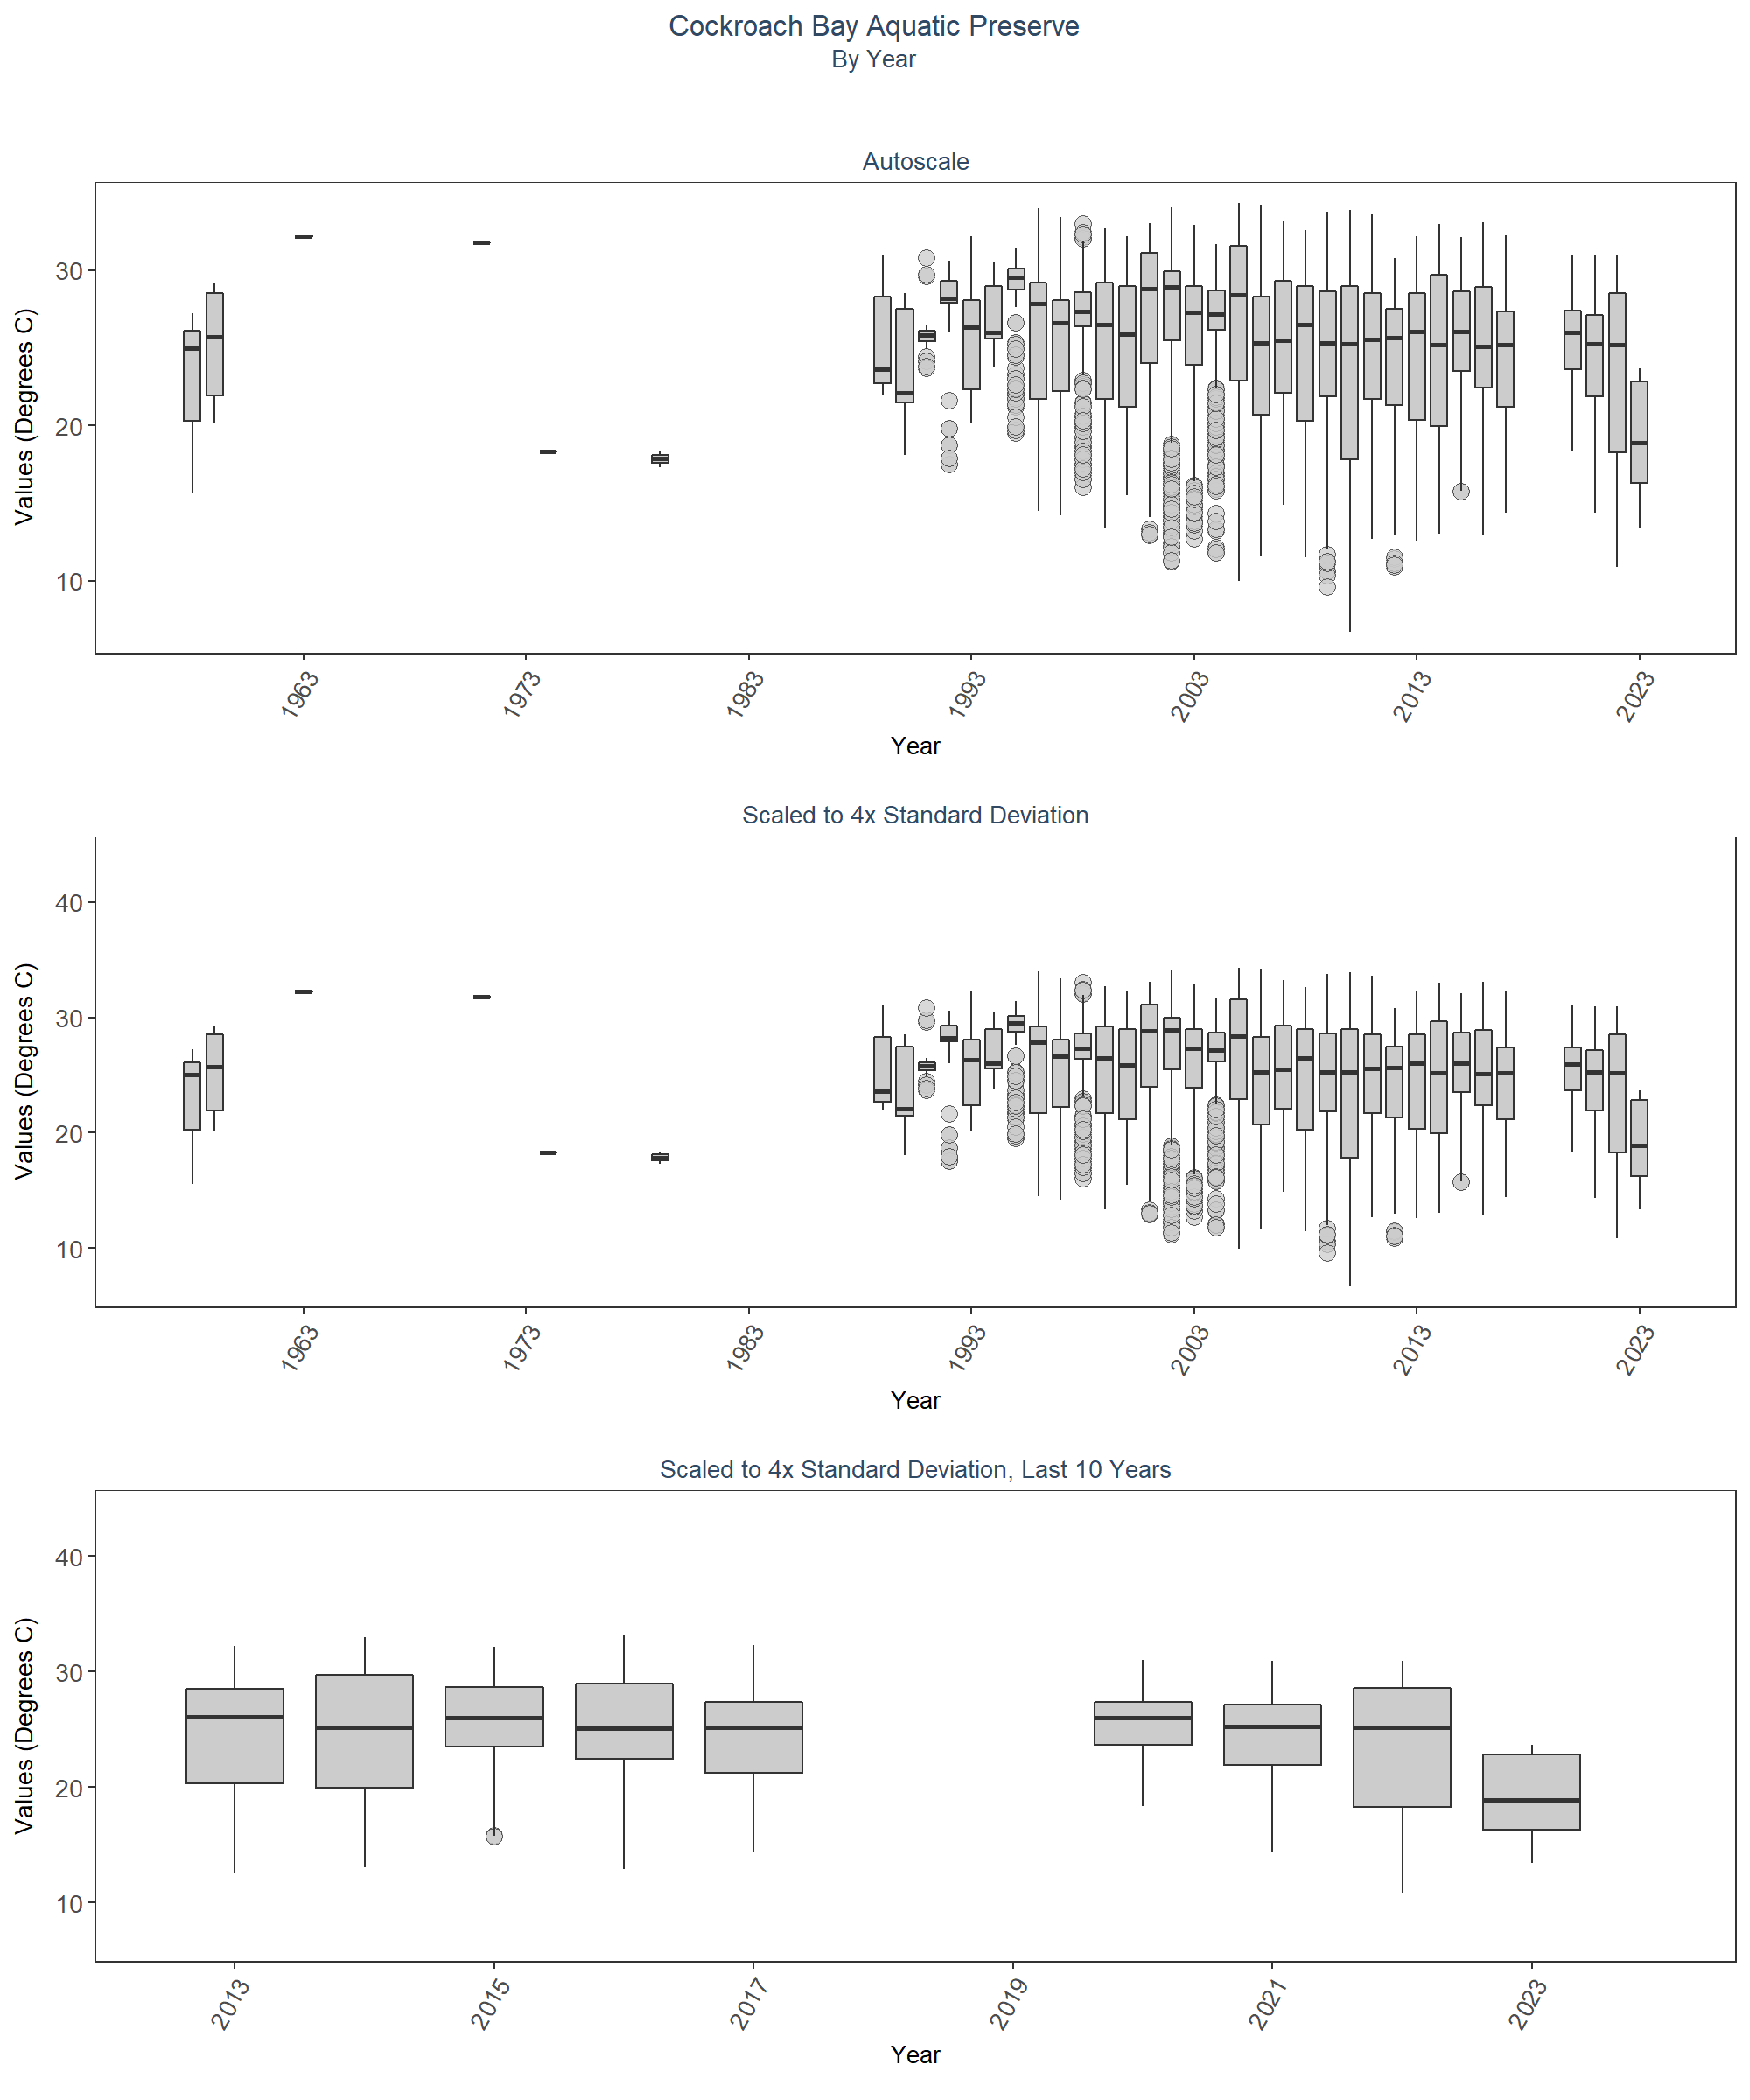 Cockroach Bay Aquatic Preserve
By Year
Autoscale
Values (Degrees C)
30
20
10
1963
1973
1983
1993
2003
2013
2023
Year
Scaled to 4x Standard Deviation
Values (Degrees C)
40
30
20
10
1963
1973
1983
1993
2003
2013
2023
Year
Scaled to 4x Standard Deviation, Last 10 Years
Values (Degrees C)
40
30
20
10
2013
2015
2017
2019
2021
2023
Year